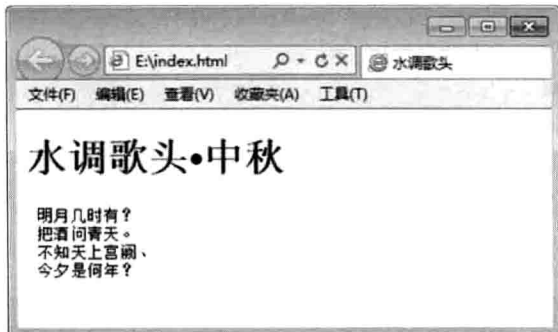 E:\index.html
水调歌头
文件(F) 编辑(E) 查看(V) 收藏夹(A) 工具(T)
水调歌头•中秋
明月几时有？
把酒问青天。
不知天上宫阙、
今夕是何年？